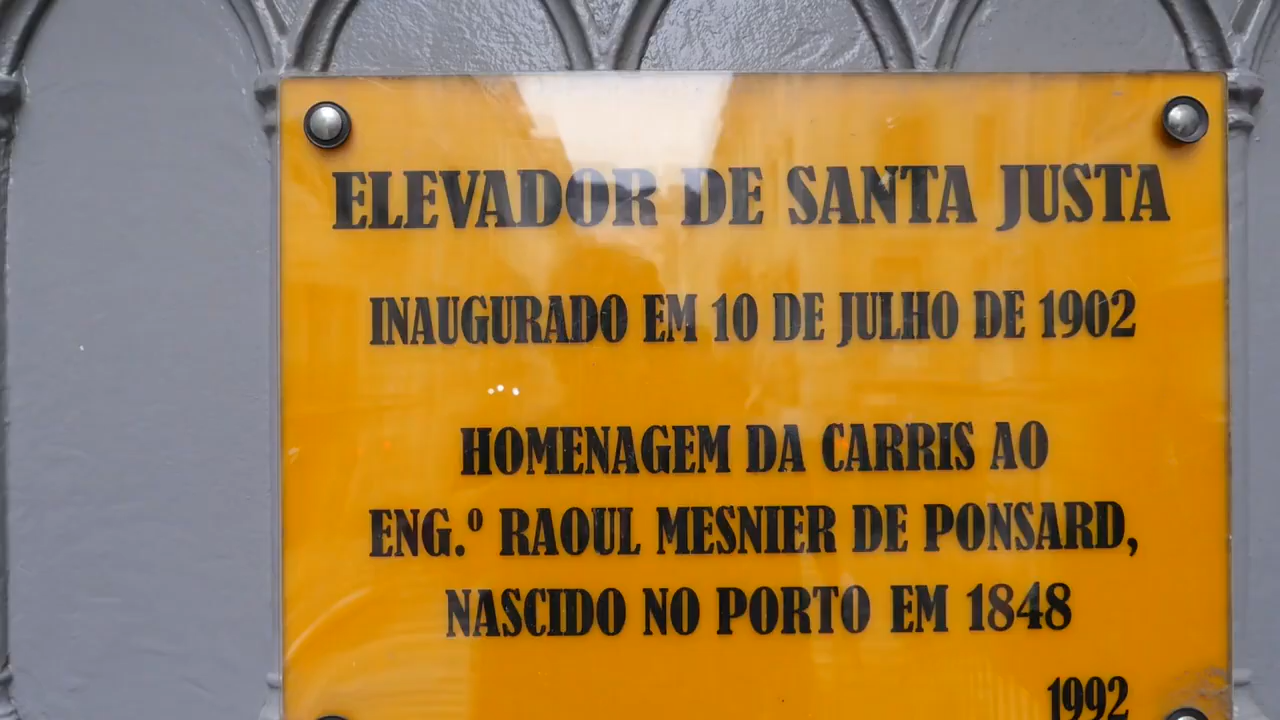 ELEVADOR DE SANTA JUSTA
INAUGURADO EM 10 DE JULHO DE 1902
HOMENAGEM DA CARRIS AO
ENG.º RAOUL MESNIER DE PONSARD,
NASCIDO NO PORTO EM 1848
1992